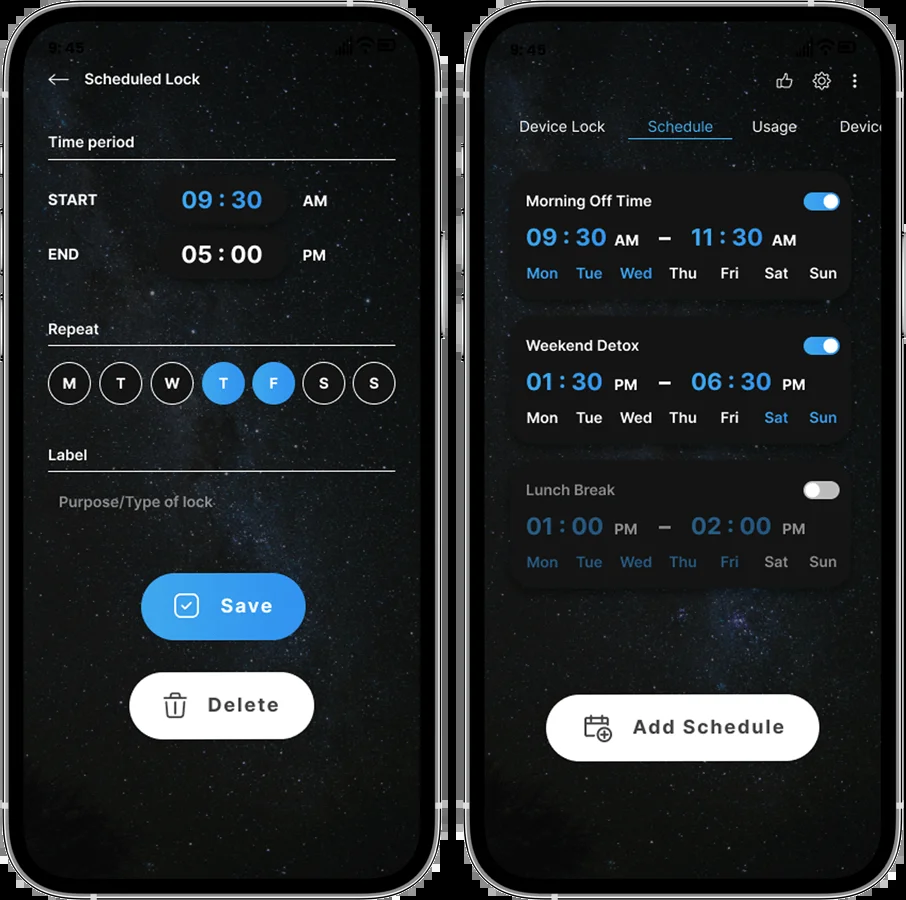 9:45
Scheduled Lock
Time period
START 09 : 30 AM
END 05 : 00 PM
Repeat
M T W T F S S
Label
Purpose/Type of lock
Save
Delete
9:45
Device Lock Schedule Usage Device
Morning Off Time
09 : 30 AM – 11 : 30 AM
Mon Tue Wed Thu Fri Sat Sun
Weekend Detox
01 : 30 PM – 06 : 30 PM
Mon Tue Wed Thu Fri Sat Sun
Lunch Break
01 : 00 PM – 02 : 00 PM
Mon Tue Wed Thu Fri Sat Sun
Add Schedule